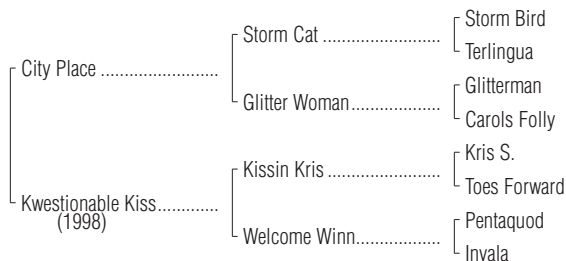 Storm Bird
Storm Cat ........................
Terlingua
City Place .........................
Glitterman
Glitter Woman...................
Carols Folly
Kris S.
Kissin Kris ........................
Toes Forward
Kwestionable Kiss.............
(1998)
Pentaquod
Welcome Winn..................
Invala